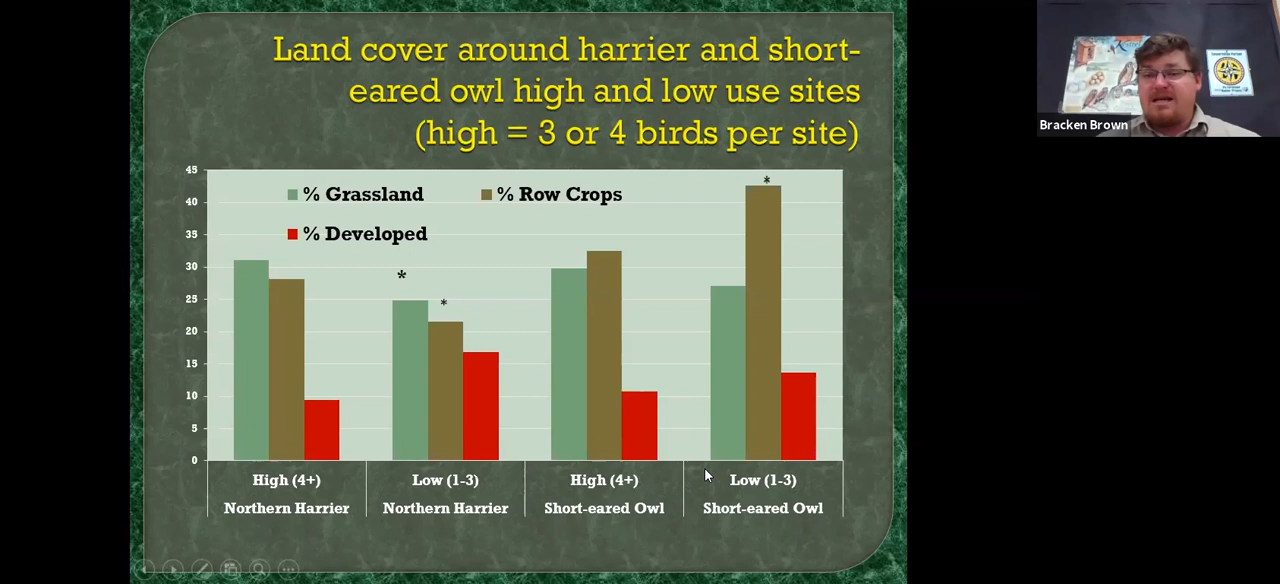 Land cover around harrier and short-
eared owl high and low use sites
(high = 3 or 4 birds per site)
Bracken Brown
45
40
35
30
25
20
15
10
5
0
% Grassland
% Row Crops
% Developed
*
*
*
High (4+)
Low (1-3)
High (4+)
Low (1-3)
Northern Harrier
Northern Harrier
Short-eared Owl
Short-eared Owl